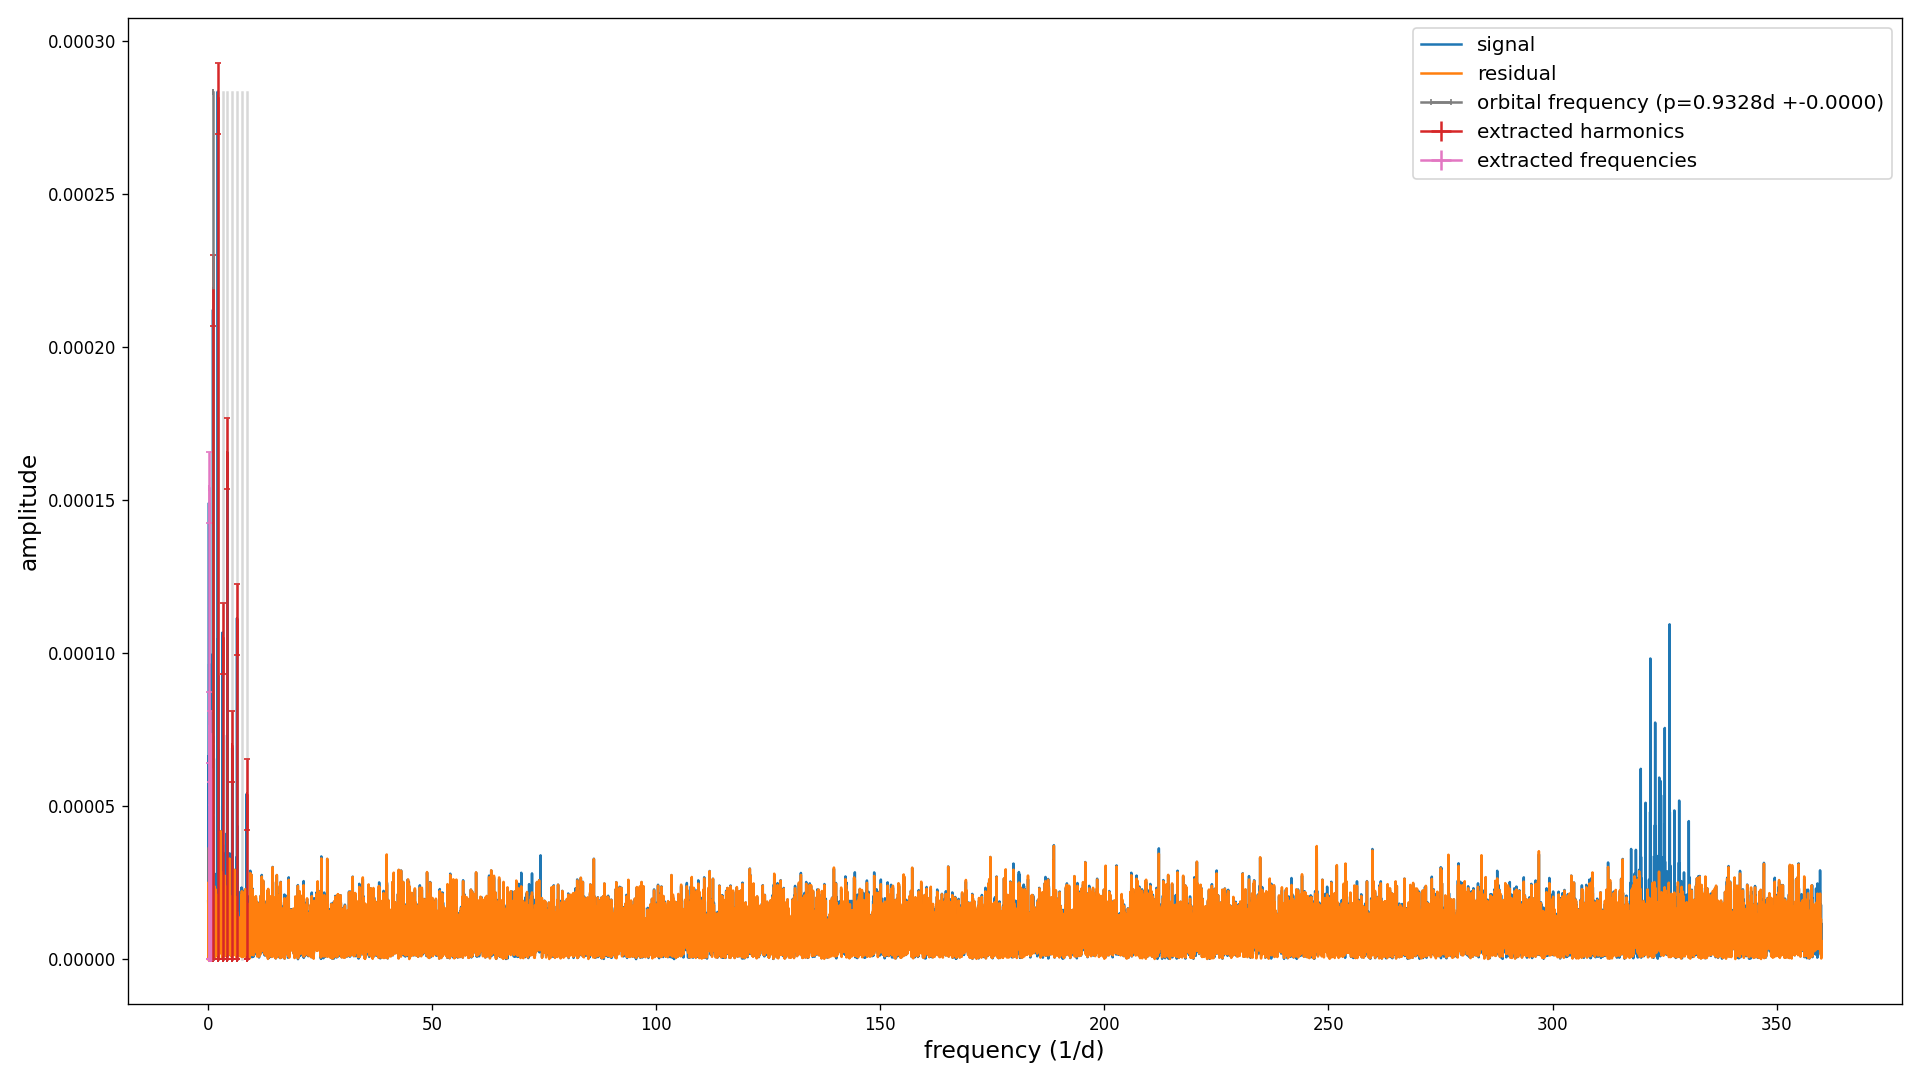 0.00030
0.00025
0.00020
0.00015
0.00010
0.00005
0.00000
amplitude
signal
residual
orbital frequency (p=0.9328d +-0.0000)
extracted harmonics
extracted frequencies
0 50 100 150 200 250 300 350
frequency (1/d)